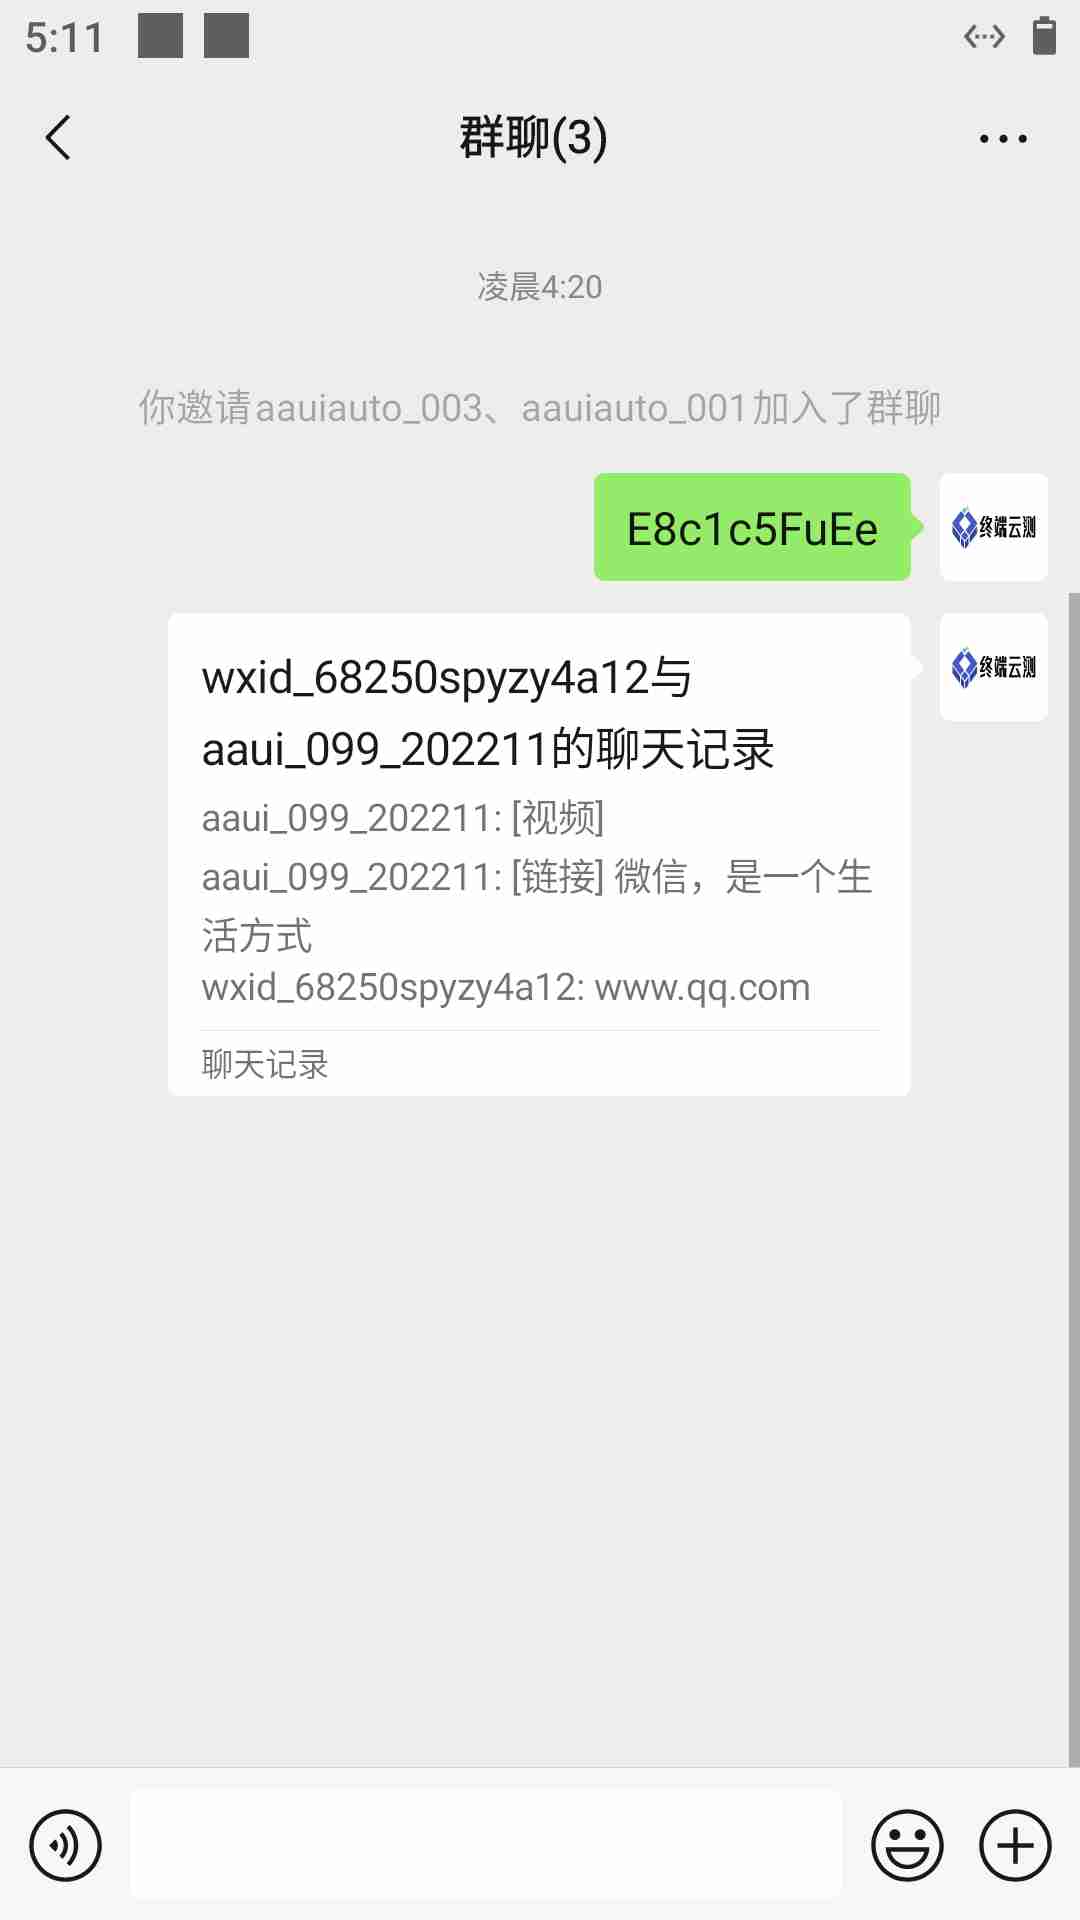 5:11
群聊(3)
凌晨4:20
你邀请aauiauto_003、aauiauto_001加入了群聊
E8c1c5FuEe
终端云测
wxid_68250spyzy4a12与
aaui_099_202211的聊天记录
终端云测
aaui_099_202211: [视频]
aaui_099_202211: [链接] 微信，是一个生
活方式
wxid_68250spyzy4a12: www.qq.com
聊天记录